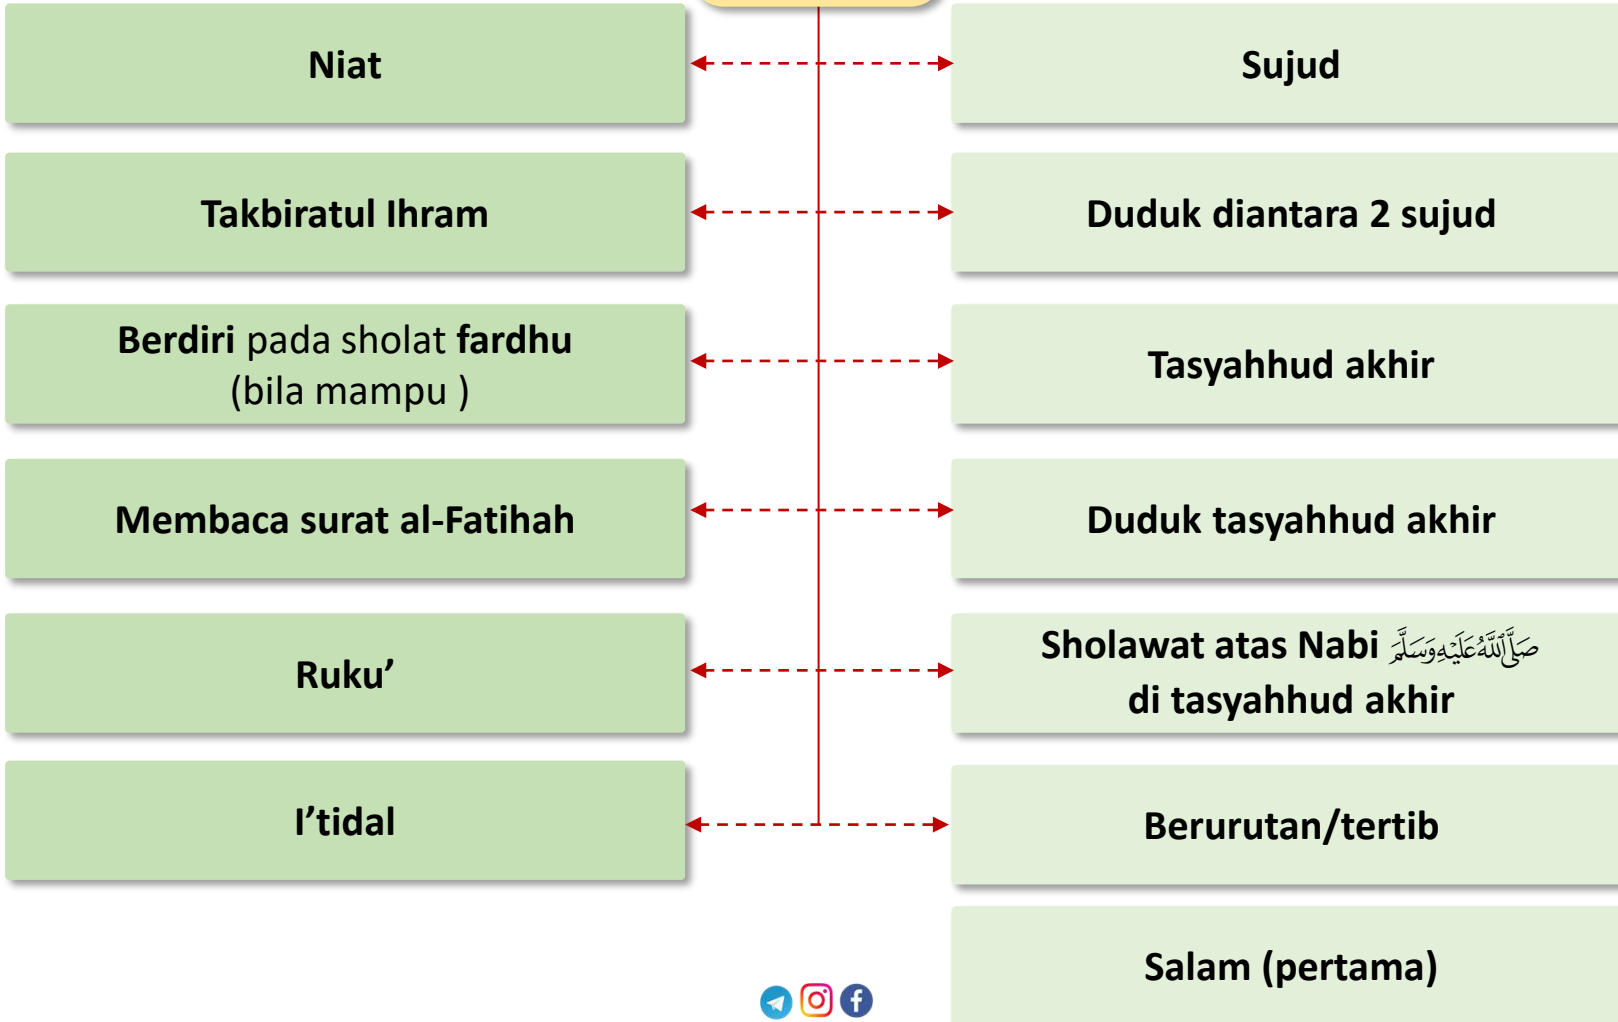 Niat
Takbiratul Ihram
Berdiri pada sholat fardhu
(bila mampu )
Membaca surat al-Fatihah
Ruku’
I’tidal
Sujud
Duduk diantara 2 sujud
Tasyahhud akhir
Duduk tasyahhud akhir
Sholawat atas Nabi صَلَّى اللَّهُ عَلَيْهِ وَسَلَّمَ
di tasyahhud akhir
Berurutan/tertib
Salam (pertama)